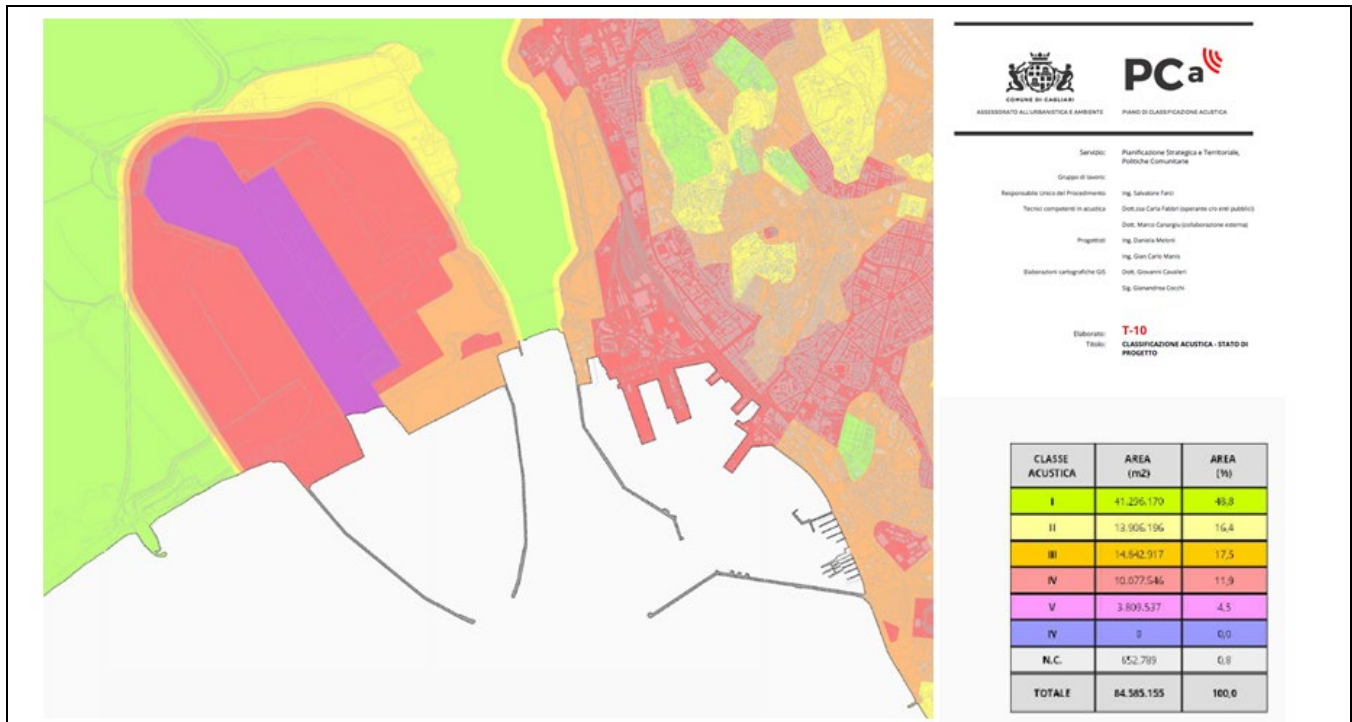 COMUNE DI CAGLIARI
ASSESSORATO ALL'URBANISTICA E AMBIENTE
PCa
PIANO DI CLASSIFICAZIONE ACUSTICA
Servizio: Pianificazione Strategica e Territoriale,
Politiche Comunitarie
Gruppo di lavoro:
Responsabile Unico del Procedimento Ing. Salvatore Farci
Tecnici competenti in acustica Dott.ssa Carla Fabbri (operante c/o enti pubblici)
Dott. Marco Canargiu (collaborazione esterna)
Progettisti Ing. Daniela Meloni
Ing. Gian Carlo Manis
Elaborazioni cartografiche GIS Dott. Giovanni Cavalieri
Sig. Gianandrea Cocchi
Elaborato: T-10
Titolo: CLASSIFICAZIONE ACUSTICA - STATO DI
PROGETTO
CLASSE ACUSTICA AREA (m2) AREA (%)
I 41.296.170 48,8
II 13.906.196 16,4
III 14.842.917 17,5
IV 10.077.546 11,9
V 3.809.537 4,5
IV 0 0,0
N.C. 652.789 0,8
TOTALE 84.585.155 100,0